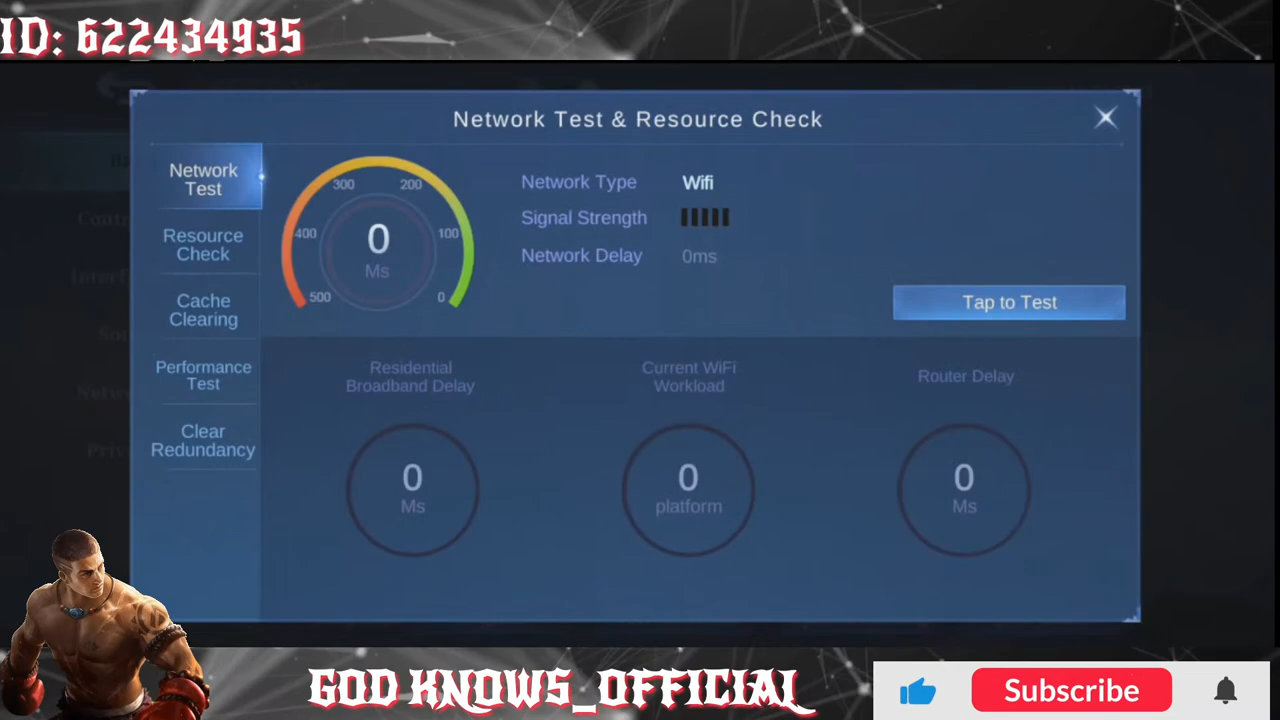 ID: 622434935
Network Test & Resource Check
Network
Test
Resource
Check
Cache
Clearing
Performance
Test
Clear
Redundancy
300
200
400
100
500
0
0
Ms
Network Type Wifi
Signal Strength
Network Delay 0ms
Tap to Test
Residential
Broadband Delay
0
Ms
Current WiFi
Workload
0
platform
Router Delay
0
Ms
GOD KNOWS_OFFICIAL
Subscribe